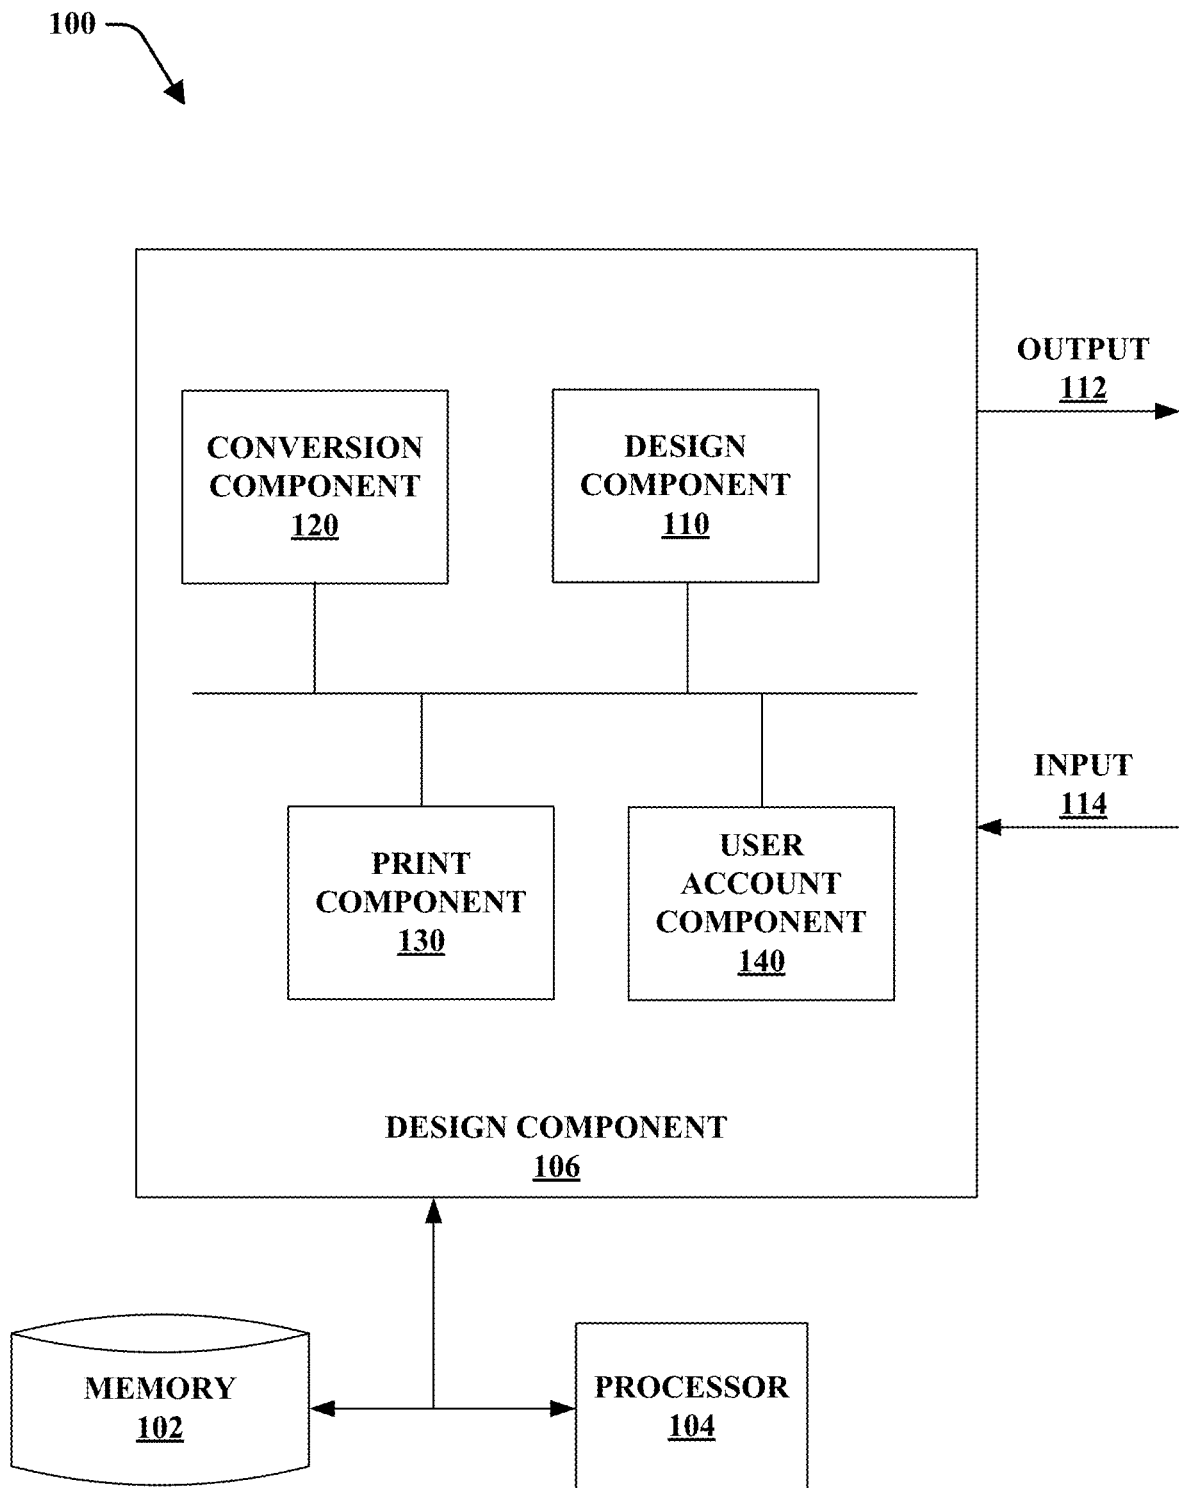 100
OUTPUT
112
CONVERSION
COMPONENT
120
DESIGN
COMPONENT
110
INPUT
114
PRINT
COMPONENT
130
USER
ACCOUNT
COMPONENT
140
DESIGN COMPONENT
106
MEMORY
102
PROCESSOR
104